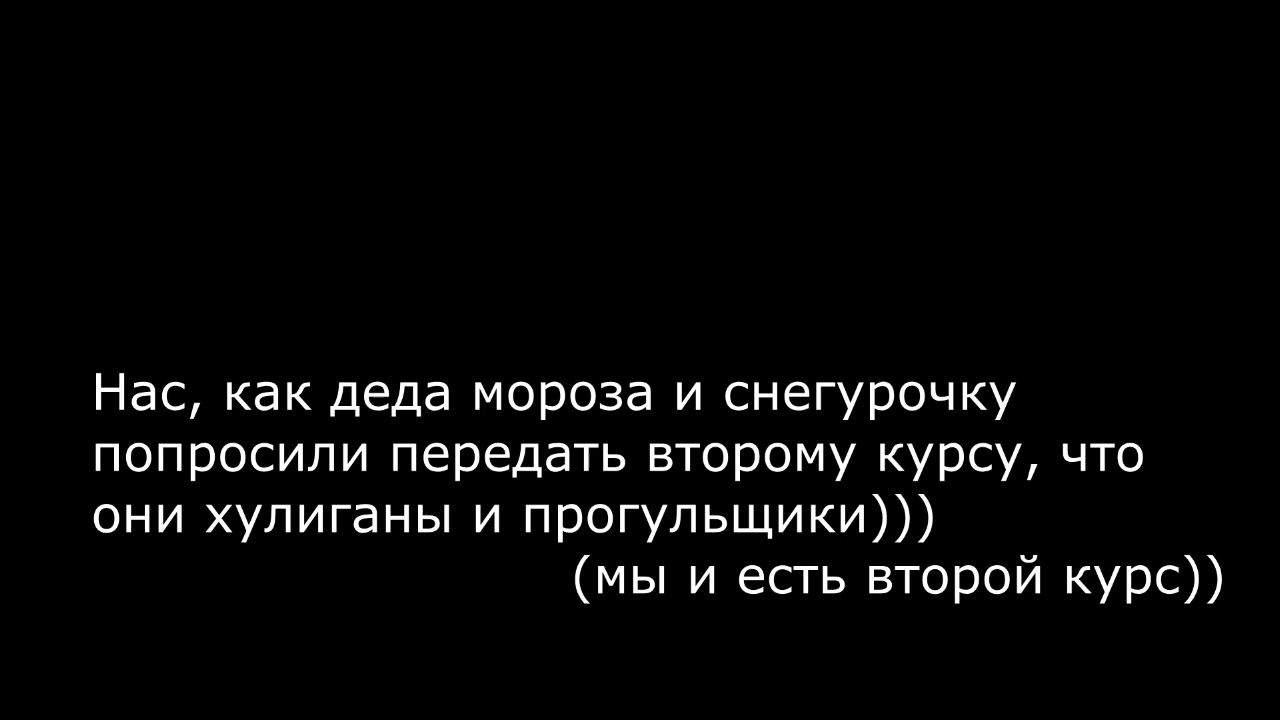 Нас, как деда мороза и снегурочку
попросили передать второму курсу, что
они хулиганы и прогульщики)))
(мы и есть второй курс))